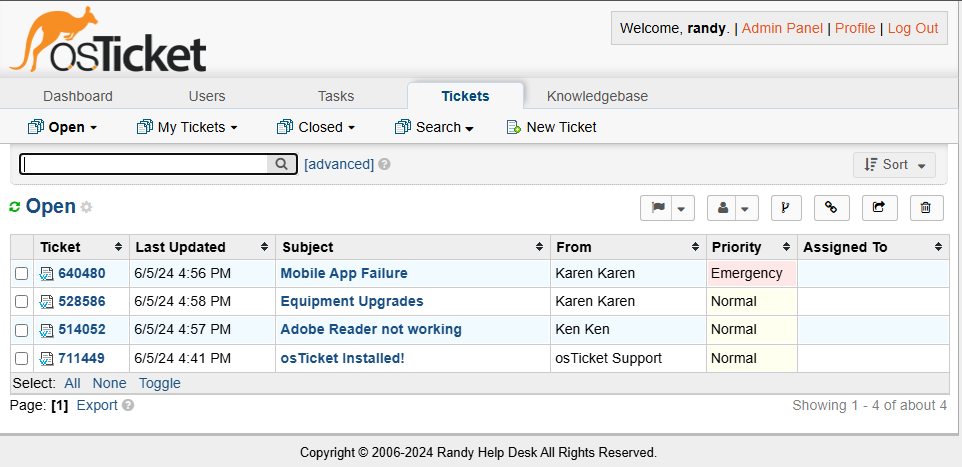 osTicket
Welcome, randy. | Admin Panel | Profile | Log Out
Dashboard Users Tasks Tickets Knowledgebase
Open My Tickets Closed Search New Ticket
[advanced] ? Sort
Open
Ticket Last Updated Subject From Priority Assigned To
640480 6/5/24 4:56 PM Mobile App Failure Karen Karen Emergency
528586 6/5/24 4:58 PM Equipment Upgrades Karen Karen Normal
514052 6/5/24 4:57 PM Adobe Reader not working Ken Ken Normal
711449 6/5/24 4:41 PM osTicket Installed! osTicket Support Normal
Select: All None Toggle
Page: [1] Export ? Showing 1 - 4 of about 4
Copyright © 2006-2024 Randy Help Desk All Rights Reserved.